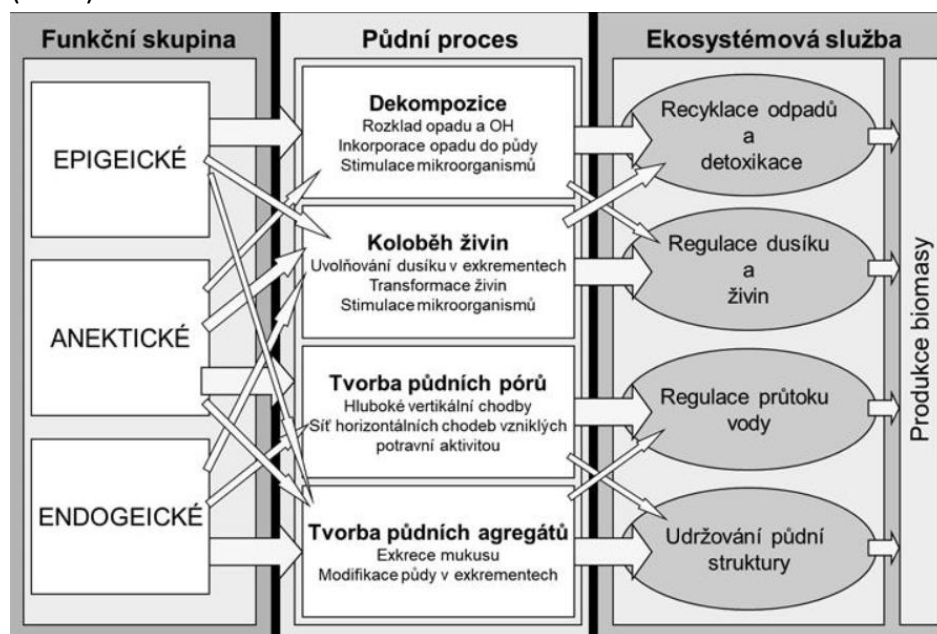 Funkční skupina
Půdní proces
Ekosystémová služba
EPIGEICKÉ
ANEKTICKÉ
ENDOGEICKÉ
Dekompozice
Rozklad opadu a OH
Inkorporace opadu do půdy
Stimulace mikroorganismů
Koloběh živin
Uvolňování dusíku v exkrementech
Transformace živin
Stimulace mikroorganismů
Tvorba půdních pórů
Hluboké vertikální chodby
Síť horizontálních chodeb vzniklých
potravní aktivitou
Tvorba půdních agregátů
Exkrece mukusu
Modifikace půdy v exkrementech
Recyklace odpadů
a
detoxikace
Regulace dusíku
a
živin
Regulace průtoku
vody
Udržování půdní
struktury
Produkce biomasy